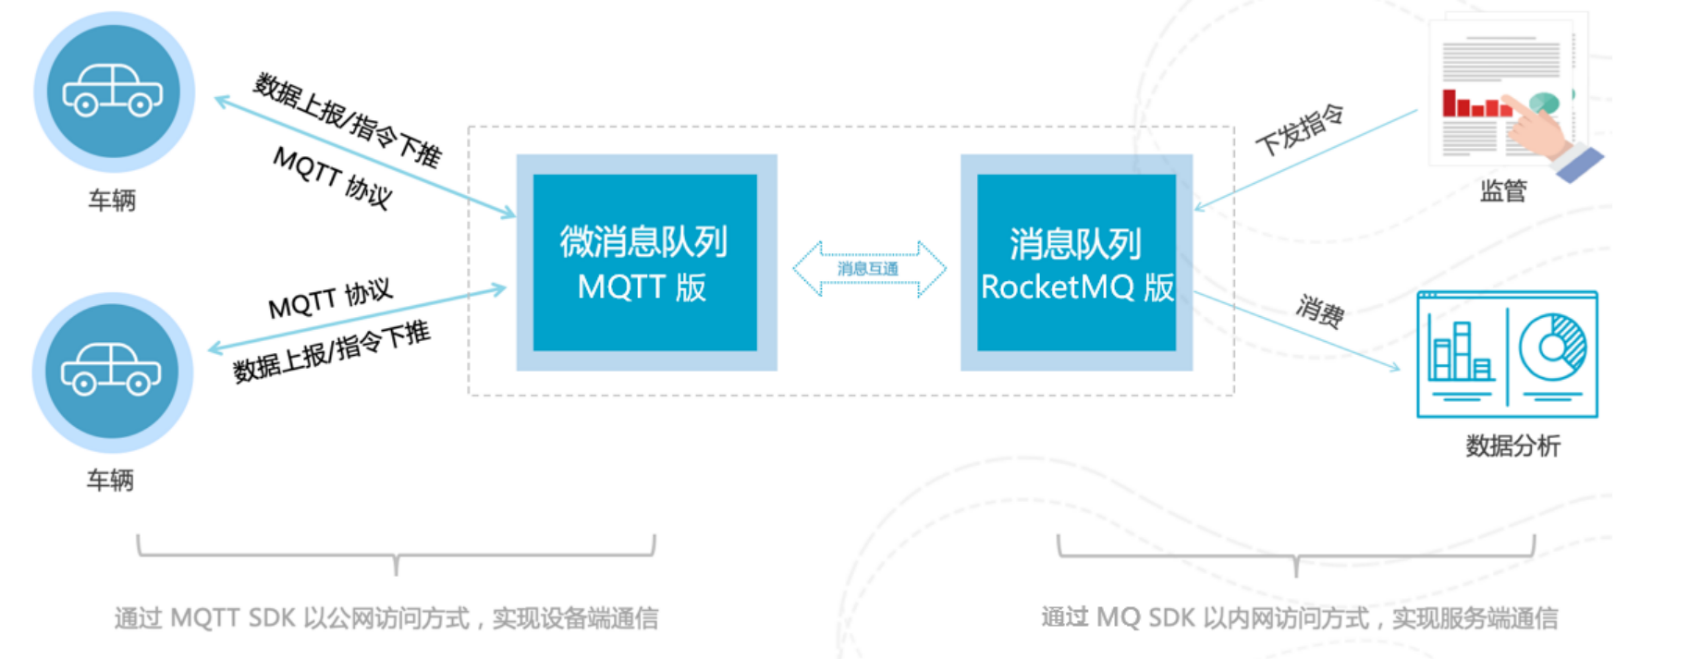 数据上报/指令下推
MQTT 协议
车辆
MQTT 协议
数据上报/指令下推
车辆
微消息队列
MQTT 版
消息互通
消息队列
RocketMQ 版
下发指令
监管
消费
数据分析
通过 MQTT SDK 以公网访问方式，实现设备端通信
通过 MQ SDK 以内网访问方式，实现服务端通信